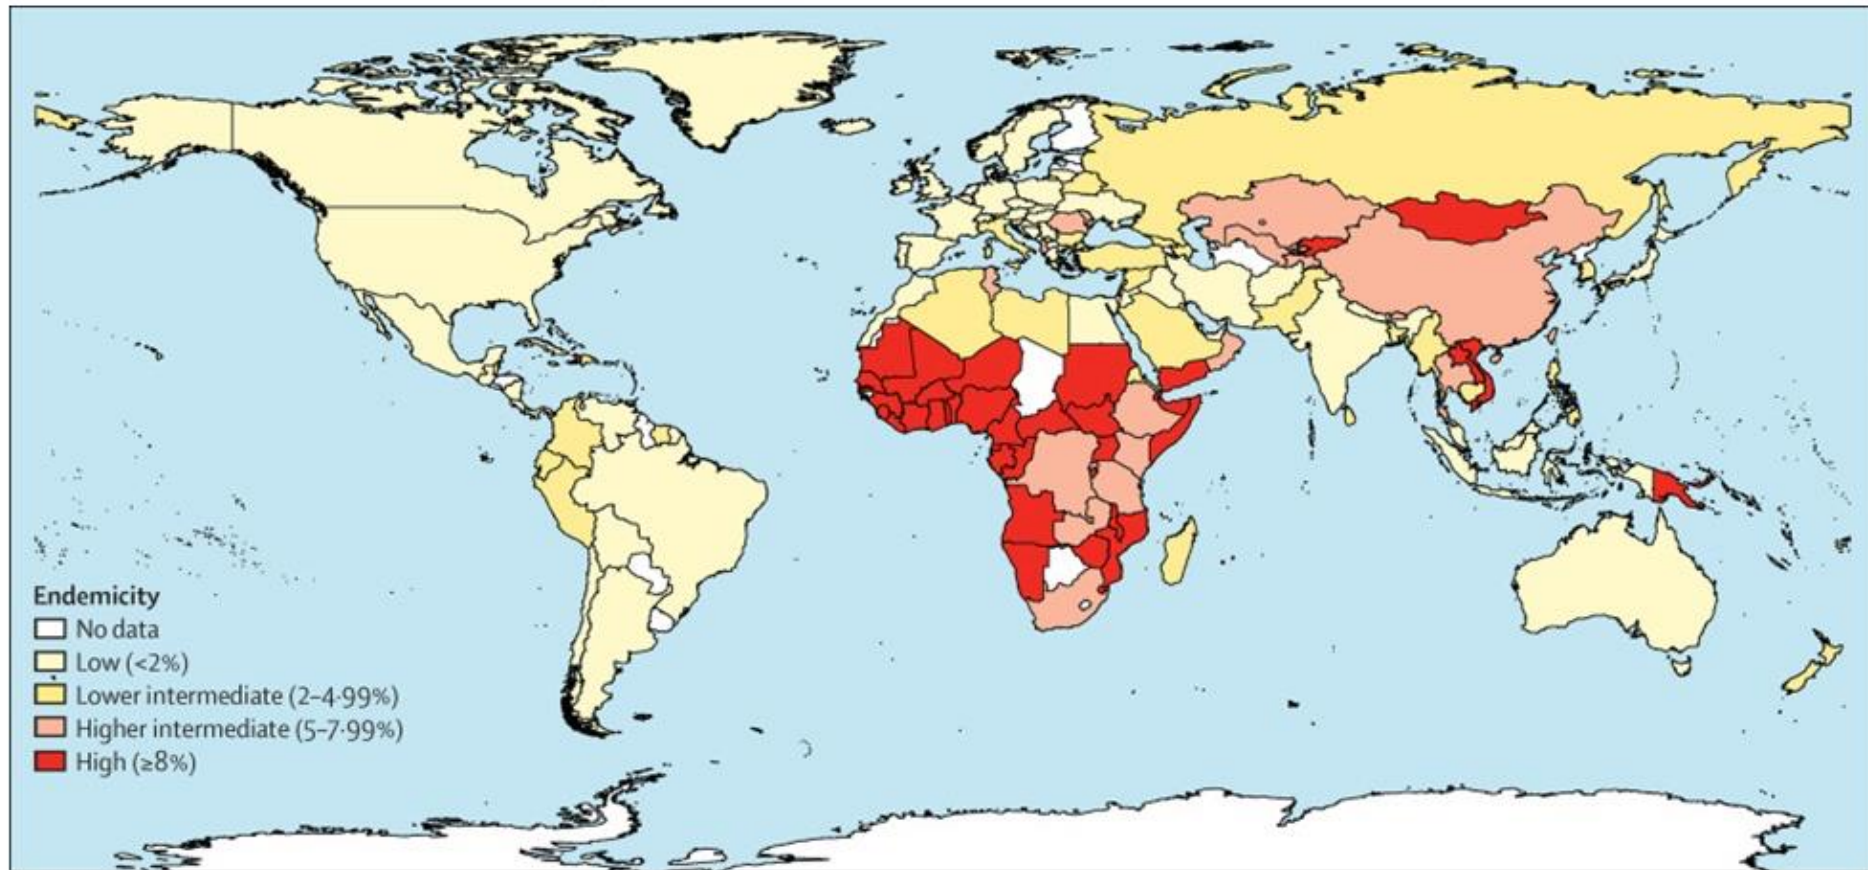 Endemicity
No data
Low (<2%)
Lower intermediate (2–4·99%)
Higher intermediate (5–7·99%)
High (≥8%)